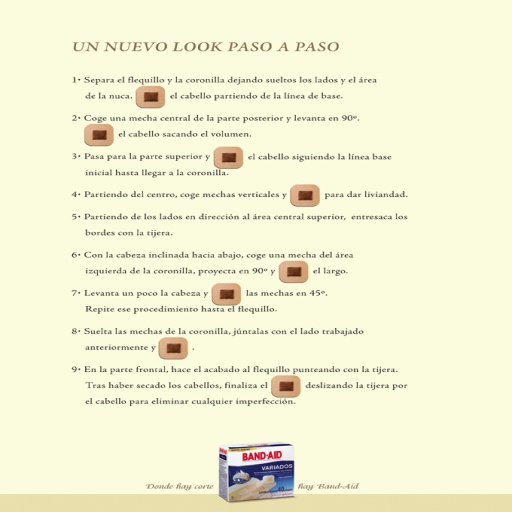 UN NUEVO LOOK PASO A PASO
1• Separa el flequillo y la coronilla dejando sueltos los lados y el área
de la nuca. el cabello partiendo de la línea de base.
2• Coge una mecha central de la parte posterior y levanta en 90º.
el cabello sacando el volumen.
3• Pasa para la parte superior y el cabello siguiendo la línea base
inicial hasta llegar a la coronilla.
4• Partiendo del centro, coge mechas verticales y para dar liviandad.
5• Partiendo de los lados en dirección al área central superior, entresaca los
bordes con la tijera.
6• Con la cabeza inclinada hacia abajo, coge una mecha del área
izquierda de la coronilla, proyecta en 90º y el largo.
7• Levanta un poco la cabeza y las mechas en 45º.
Repite ese procedimiento hasta el flequillo.
8• Suelta las mechas de la coronilla, júntalas con el lado trabajado
anteriormente y .
9• En la parte frontal, hace el acabado al flequillo punteando con la tijera.
Tras haber secado los cabellos, finaliza el deslizando la tijera por
el cabello para eliminar cualquier imperfección.
BAND-AID
VARIADOS
40
Donde hay corte hay Band-Aid